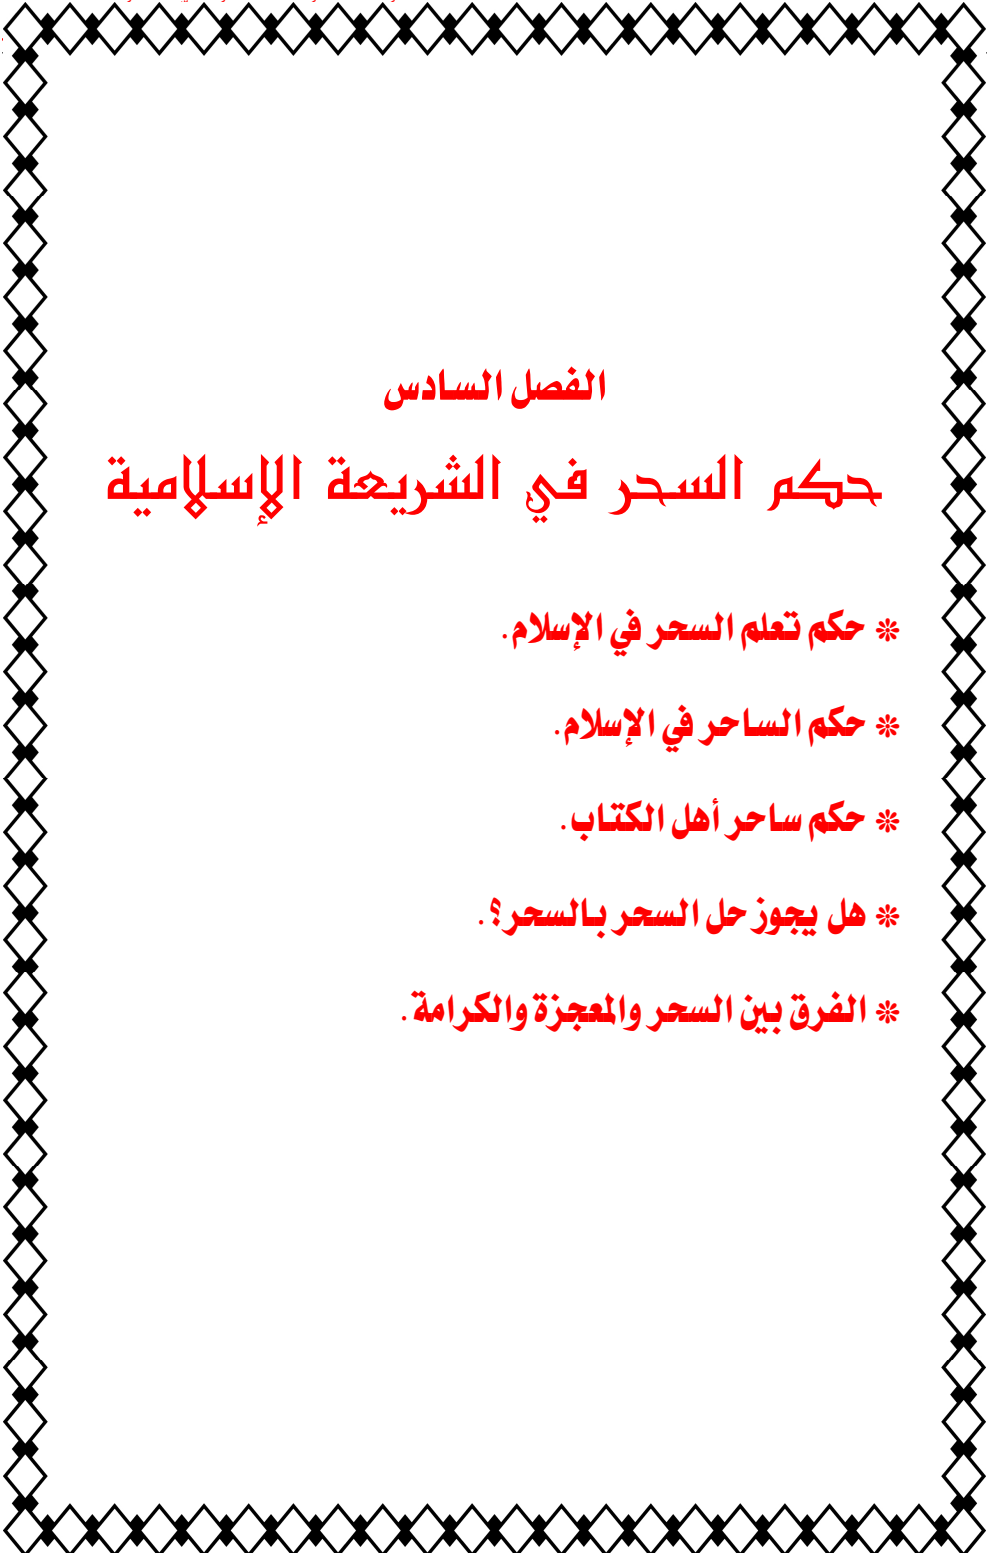 الفصل السادس
حكم السحر في الشريعة الإسلامية
❊ حكم تعلم السحر في الإسلام.
❊ حكم الساحر في الإسلام.
❊ حكم ساحر أهل الكتاب.
❊ هل يجوز حل السحر بالسحر؟.
❊ الفرق بين السحر والمعجزة والكرامة.